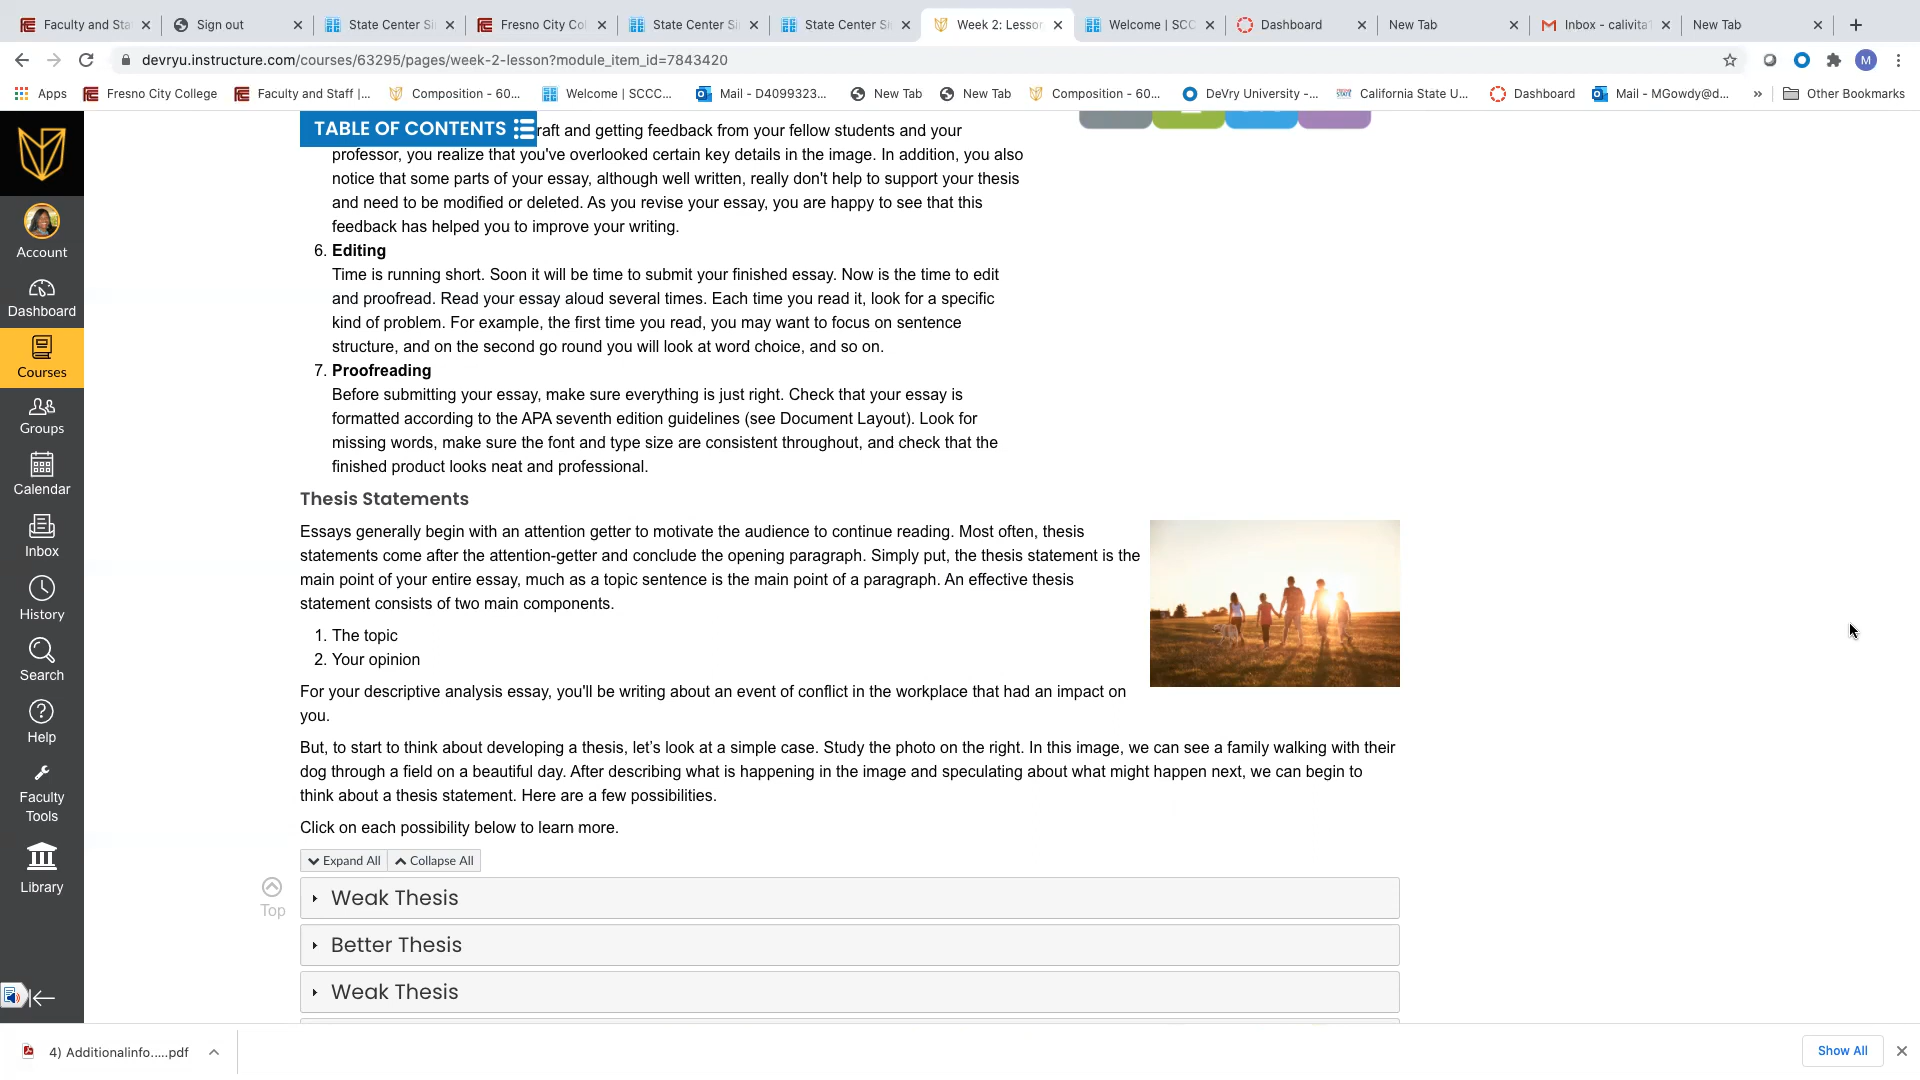 Faculty and Sta
Sign out
State Center Si
Fresno City Co
State Center Si
State Center Si
Week 2: Lesson
Welcome | SCC
Dashboard
New Tab
Inbox - calivita
New Tab
devryu.instructure.com/courses/63295/pages/week-2-lesson?module_item_id=7843420
M
Apps
Fresno City College
Faculty and Staff |...
Composition - 60...
Welcome | SCCC...
Mail - D4099323...
New Tab
New Tab
Composition - 60...
DeVry University -...
California State U...
Dashboard
Mail - MGowdy@d...
»
Other Bookmarks
TABLE OF CONTENTS
raft and getting feedback from your fellow students and your
professor, you realize that you've overlooked certain key details in the image. In addition, you also
notice that some parts of your essay, although well written, really don't help to support your thesis
and need to be modified or deleted. As you revise your essay, you are happy to see that this
feedback has helped you to improve your writing.
6. Editing
Time is running short. Soon it will be time to submit your finished essay. Now is the time to edit
and proofread. Read your essay aloud several times. Each time you read it, look for a specific
kind of problem. For example, the first time you read, you may want to focus on sentence
structure, and on the second go round you will look at word choice, and so on.
7. Proofreading
Before submitting your essay, make sure everything is just right. Check that your essay is
formatted according to the APA seventh edition guidelines (see Document Layout). Look for
missing words, make sure the font and type size are consistent throughout, and check that the
finished product looks neat and professional.
Thesis Statements
Essays generally begin with an attention getter to motivate the audience to continue reading. Most often, thesis
statements come after the attention-getter and conclude the opening paragraph. Simply put, the thesis statement is the
main point of your entire essay, much as a topic sentence is the main point of a paragraph. An effective thesis
statement consists of two main components.
1. The topic
2. Your opinion
For your descriptive analysis essay, you'll be writing about an event of conflict in the workplace that had an impact on
you.
But, to start to think about developing a thesis, let's look at a simple case. Study the photo on the right. In this image, we can see a family walking with their
dog through a field on a beautiful day. After describing what is happening in the image and speculating about what might happen next, we can begin to
think about a thesis statement. Here are a few possibilities.
Click on each possibility below to learn more.
Expand All
Collapse All
Top
Weak Thesis
Better Thesis
Weak Thesis
Account
Dashboard
Courses
Groups
Calendar
Inbox
History
Search
Help
Faculty
Tools
Library
4) Additionalinfo.....pdf
Show All